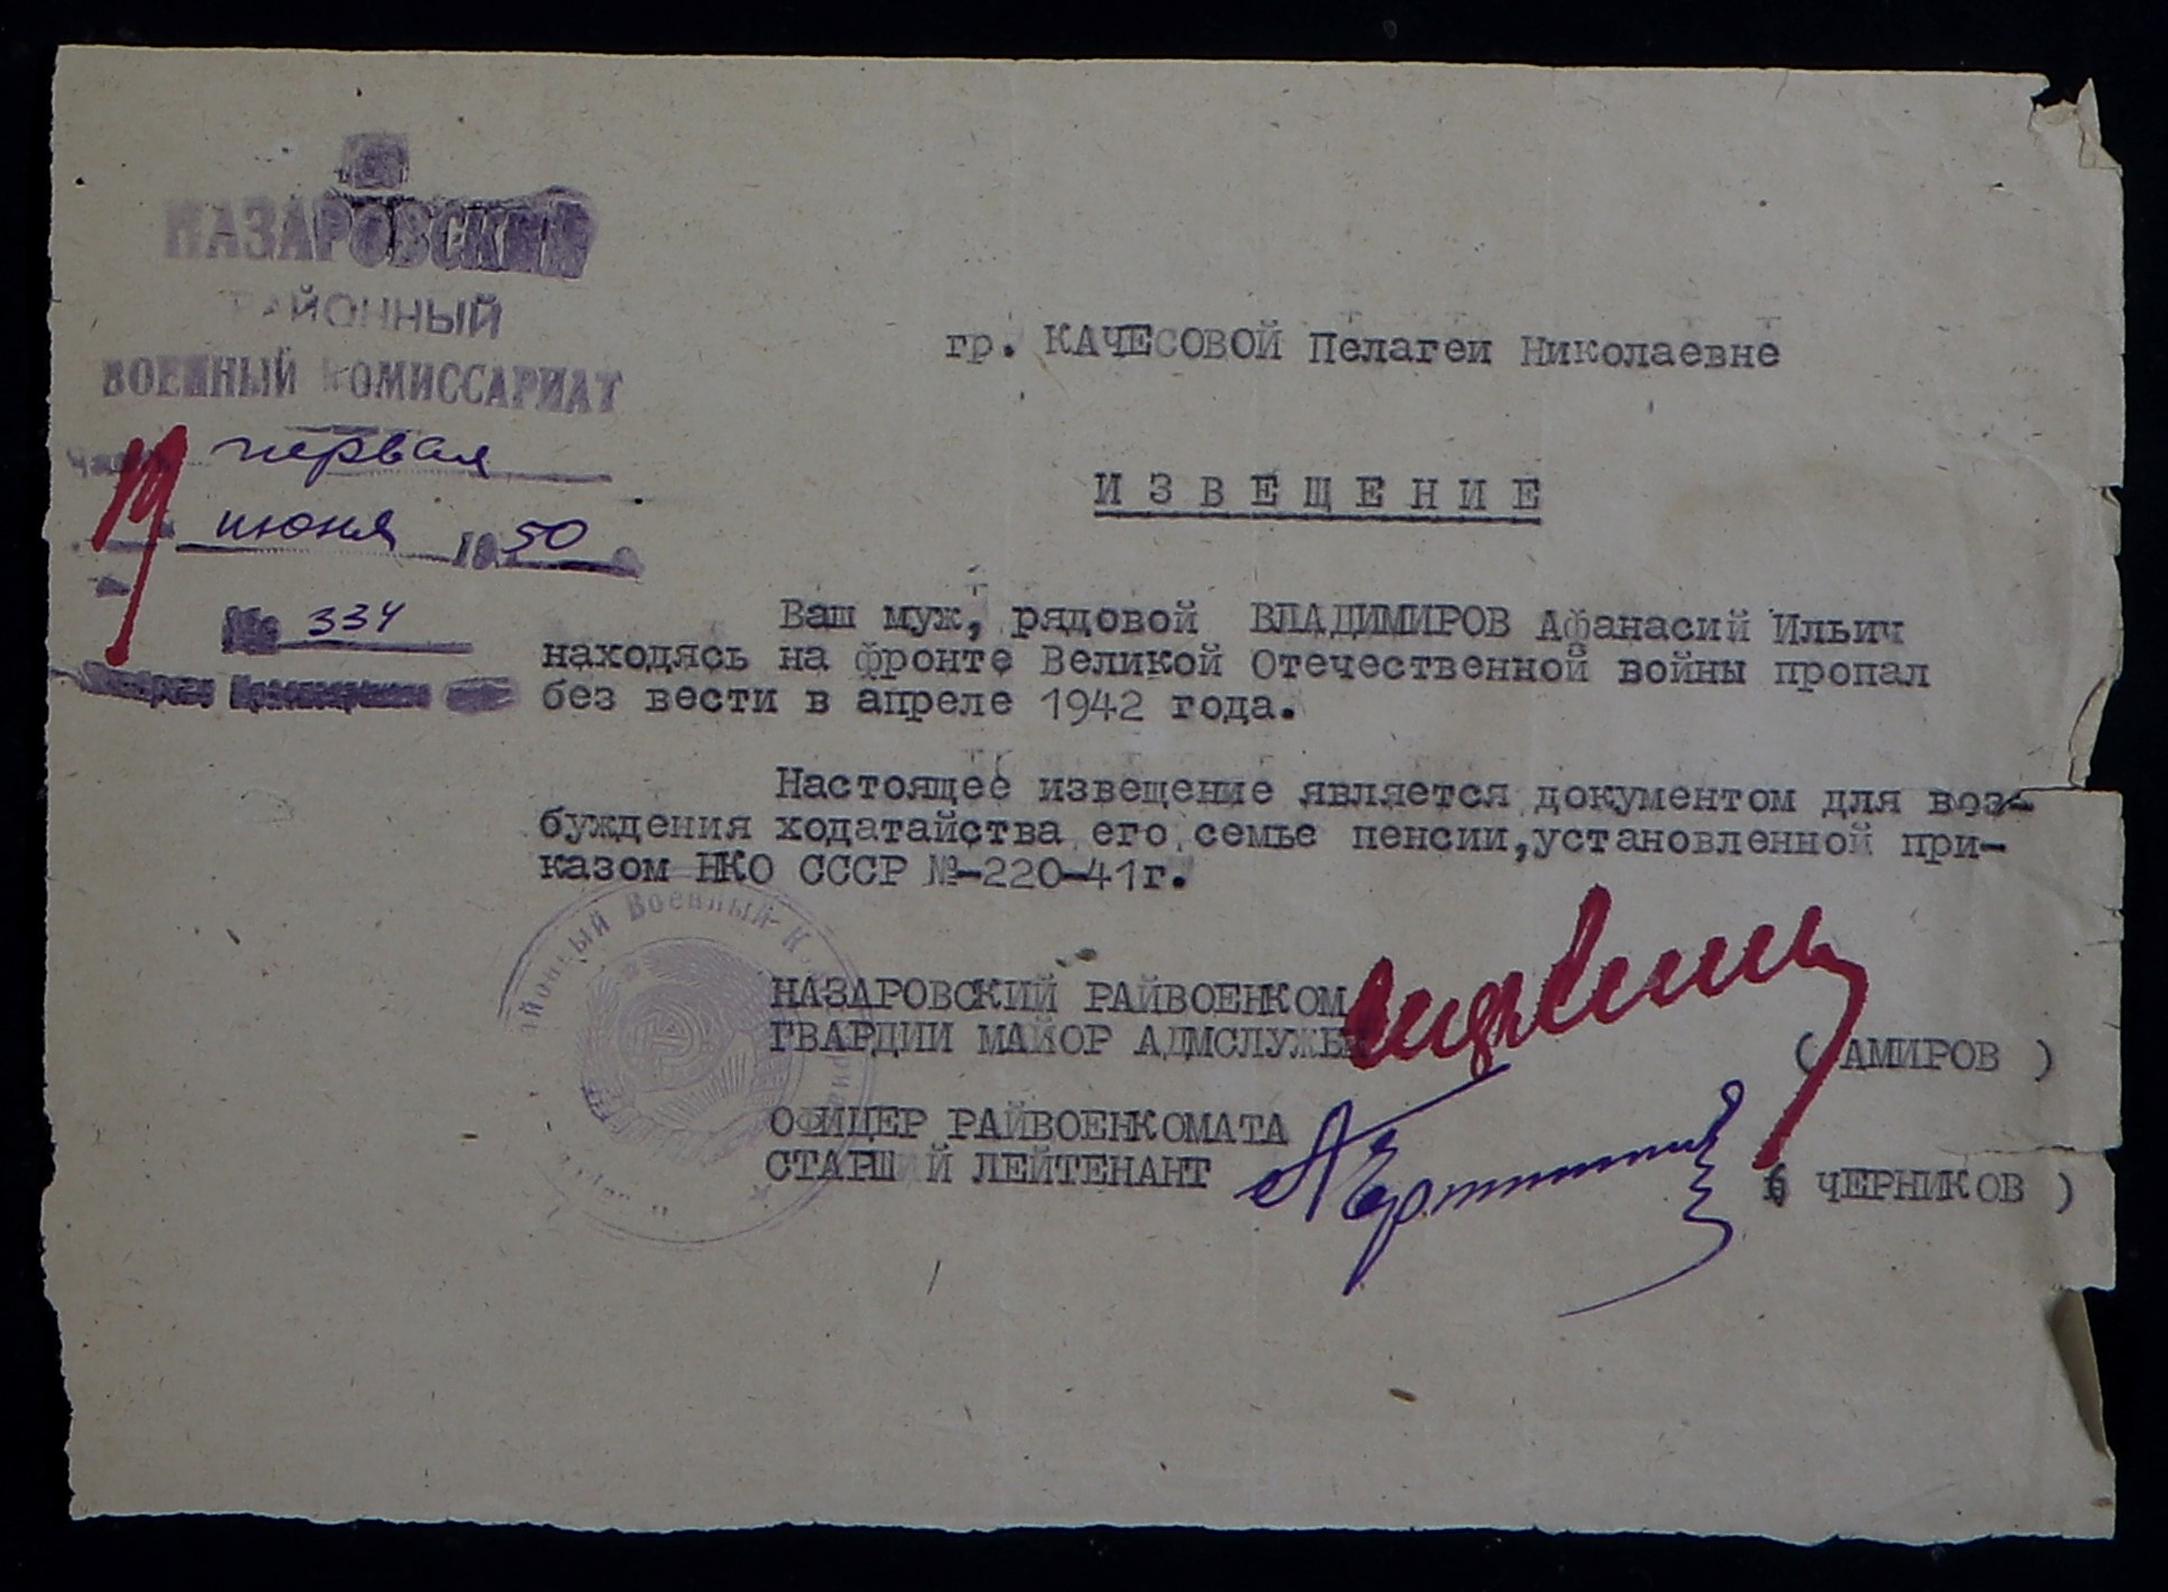 НАЗАРОВСКИЙ
РАЙОННЫЙ
ВОЕННЫЙ КОМИССАРИАТ
первая
июня 1950
№ 334
гр. КАЧЕСОВОЙ Пелагеи Николаевне
ИЗВЕЩЕНИЕ
Ваш муж, рядовой ВЛАДИМИРОВ Афанасий Ильич
находясь на фронте Великой Отечественной войны пропал
без вести в апреле 1942 года.
Настоящее извещение является документом для воз-
буждения ходатайства его семье пенсии,установленной при-
казом НКО СССР №-220-41г.
Районный Военный
НАЗАРОВСКИЙ РАЙВОЕНКОМ
ГВАРДИИ МАЙОР АДМСЛУЖБЫ
( АМИРОВ )
ОФИЦЕР РАЙВОЕНКОМАТА
СТАРШИЙ ЛЕЙТЕНАНТ
( ЧЕРНИКОВ )